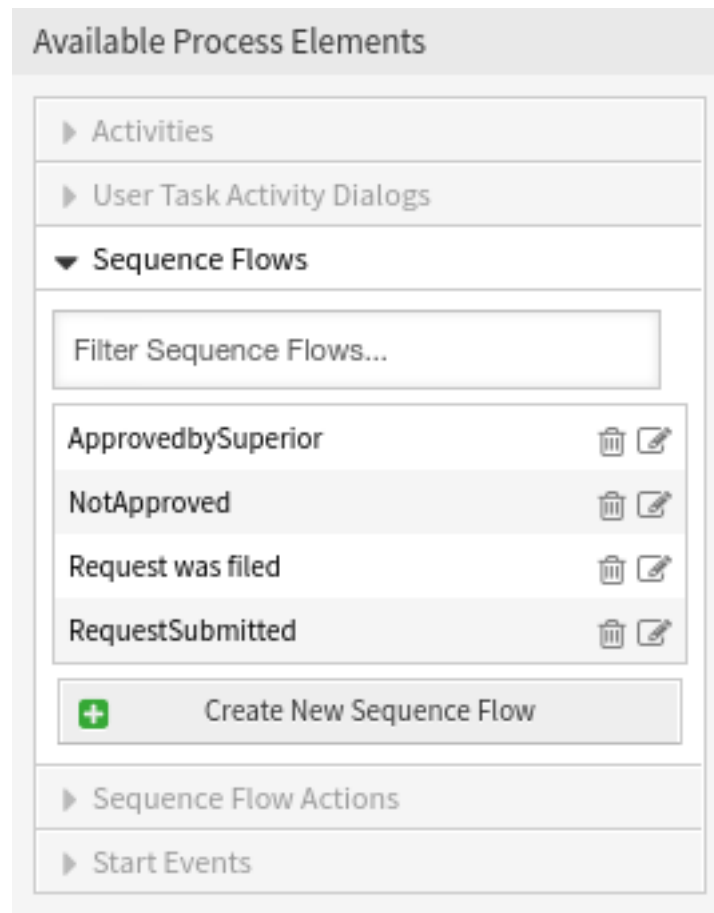 Available Process Elements
Activities
User Task Activity Dialogs
Sequence Flows
Filter Sequence Flows...
ApprovedbySuperior
NotApproved
Request was filed
RequestSubmitted
Create New Sequence Flow
Sequence Flow Actions
Start Events